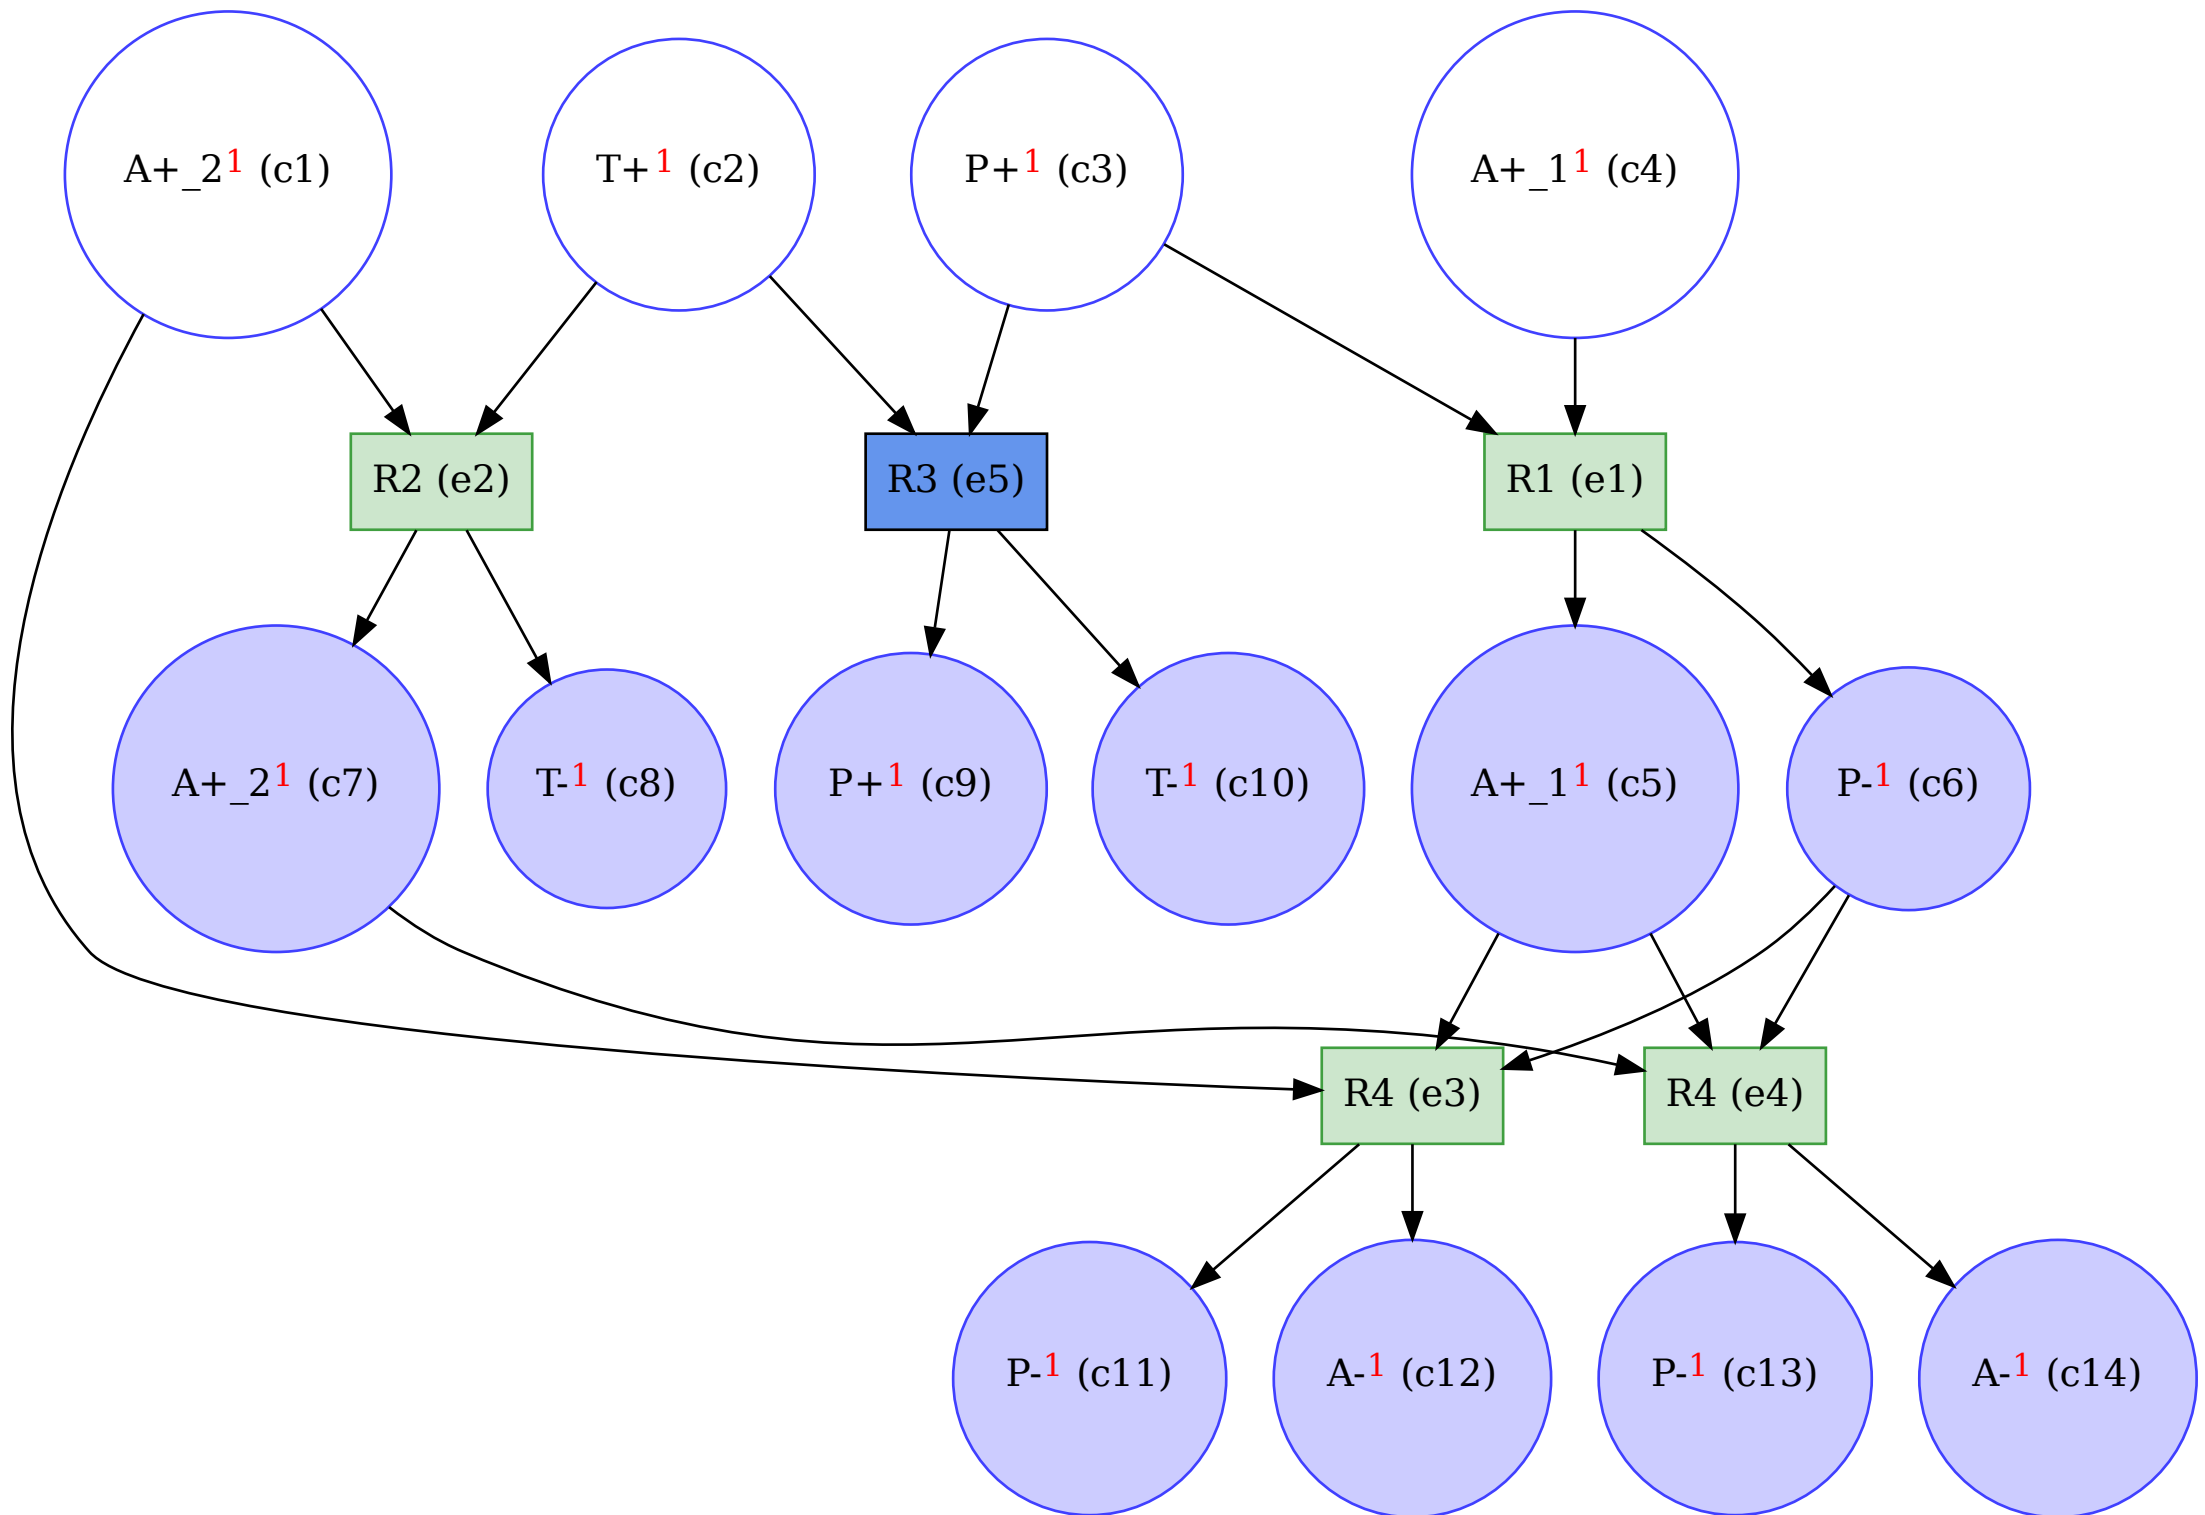 A+_2¹ (c1)
T+¹ (c2)
P+¹ (c3)
A+_1¹ (c4)
R2 (e2)
R3 (e5)
R1 (e1)
A+_2¹ (c7)
T-¹ (c8)
P+¹ (c9)
T-¹ (c10)
A+_1¹ (c5)
P-¹ (c6)
R4 (e3)
R4 (e4)
P-¹ (c11)
A-¹ (c12)
P-¹ (c13)
A-¹ (c14)